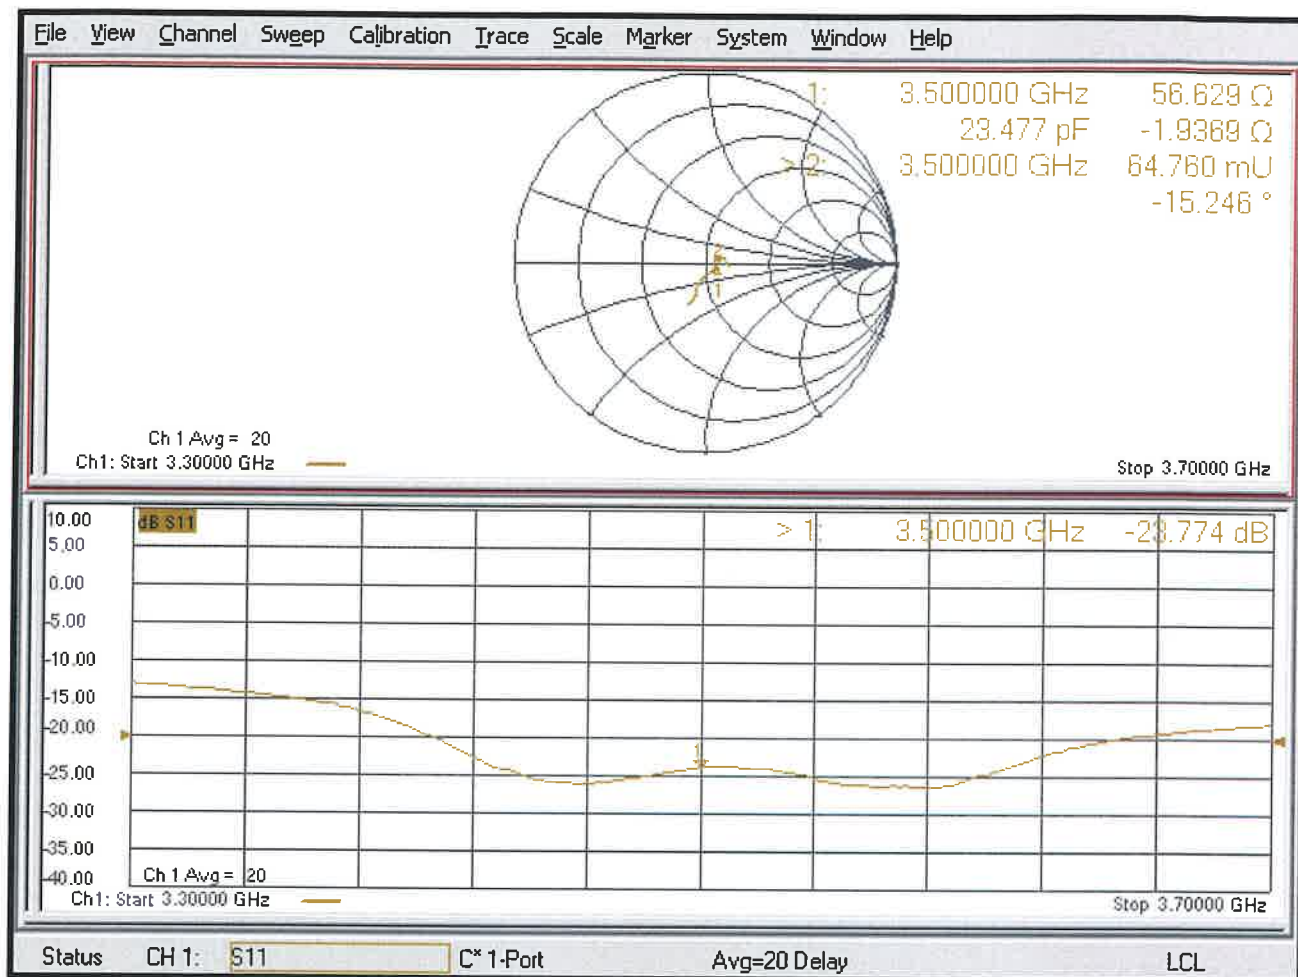 File View Channel Sweep Calibration Trace Scale Marker System Window Help
1: 3.500000 GHz 56.629 Ω
23.477 pF -1.9369 Ω
> 2: 3.500000 GHz 64.760 mU
-15.246 °
2
1
Ch 1 Avg = 20
Ch1: Start 3.30000 GHz
Stop 3.70000 GHz
10.00
dB S11
> 1: 3.500000 GHz -23.774 dB
5.00
0.00
-5.00
-10.00
-15.00
-20.00
1
-25.00
-30.00
-35.00
-40.00
Ch 1 Avg = 20
Ch1: Start 3.30000 GHz
Stop 3.70000 GHz
Status CH 1: S11 C* 1-Port Avg=20 Delay LCL